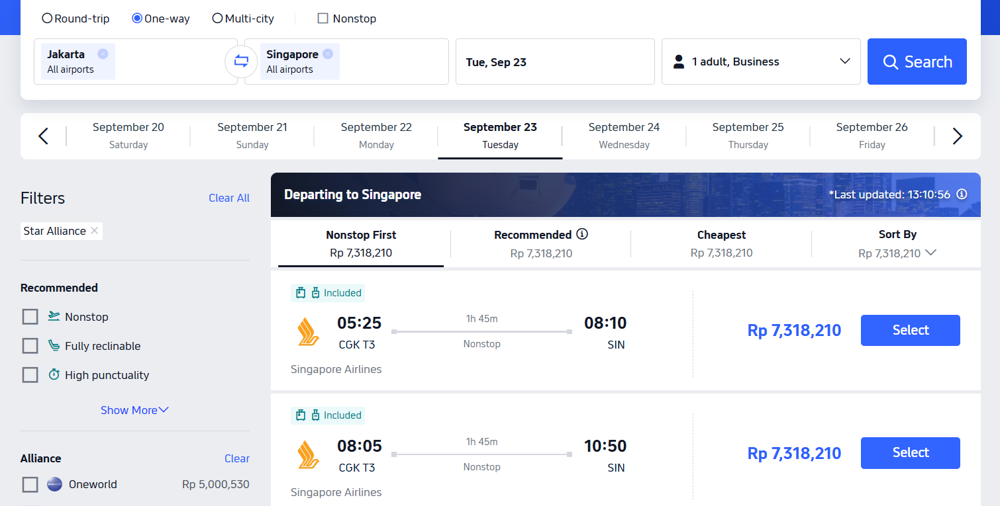 Round-trip One-way Multi-city Nonstop
Jakarta
All airports
Singapore
All airports
Tue, Sep 23
1 adult, Business
Search
September 20
Saturday
September 21
Sunday
September 22
Monday
September 23
Tuesday
September 24
Wednesday
September 25
Thursday
September 26
Friday
Filters
Clear All
Star Alliance
Recommended
Nonstop
Fully reclinable
High punctuality
Show More
Alliance
Clear
Oneworld
Rp 5,000,530
Departing to Singapore
*Last updated: 13:10:56
Nonstop First
Rp 7,318,210
Recommended
Rp 7,318,210
Cheapest
Rp 7,318,210
Sort By
Rp 7,318,210
Included
05:25
CGK T3
1h 45m
Nonstop
08:10
SIN
Singapore Airlines
Rp 7,318,210
Select
Included
08:05
CGK T3
1h 45m
Nonstop
10:50
SIN
Singapore Airlines
Rp 7,318,210
Select